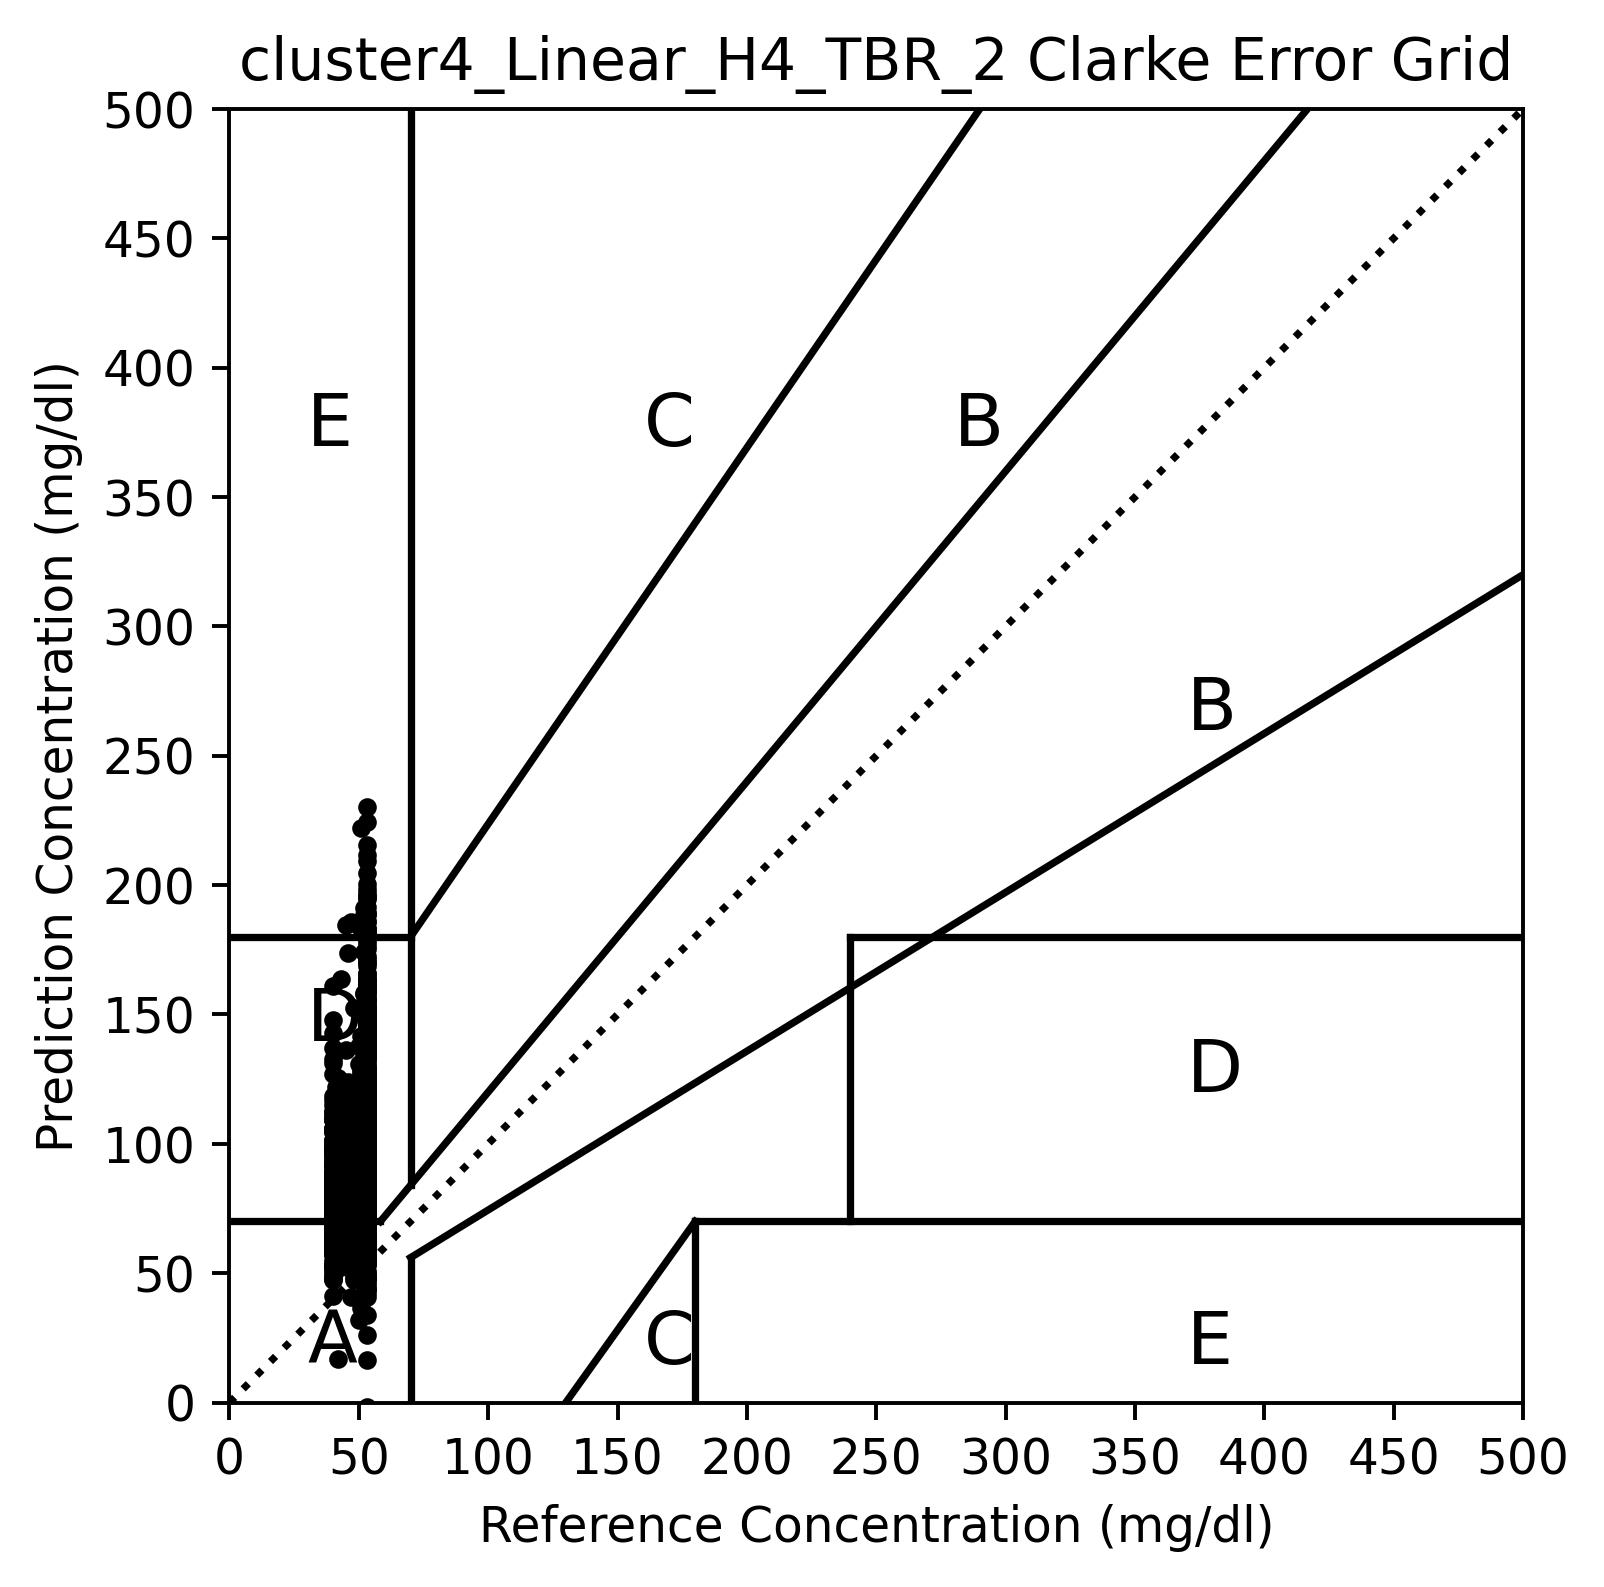 cluster4_Linear_H4_TBR_2 Clarke Error Grid
500
450
400
350
300
250
200
150
100
50
0
Prediction Concentration (mg/dl)
E
C
B
B
D
D
A
C
E
0 50 100 150 200 250 300 350 400 450 500
Reference Concentration (mg/dl)